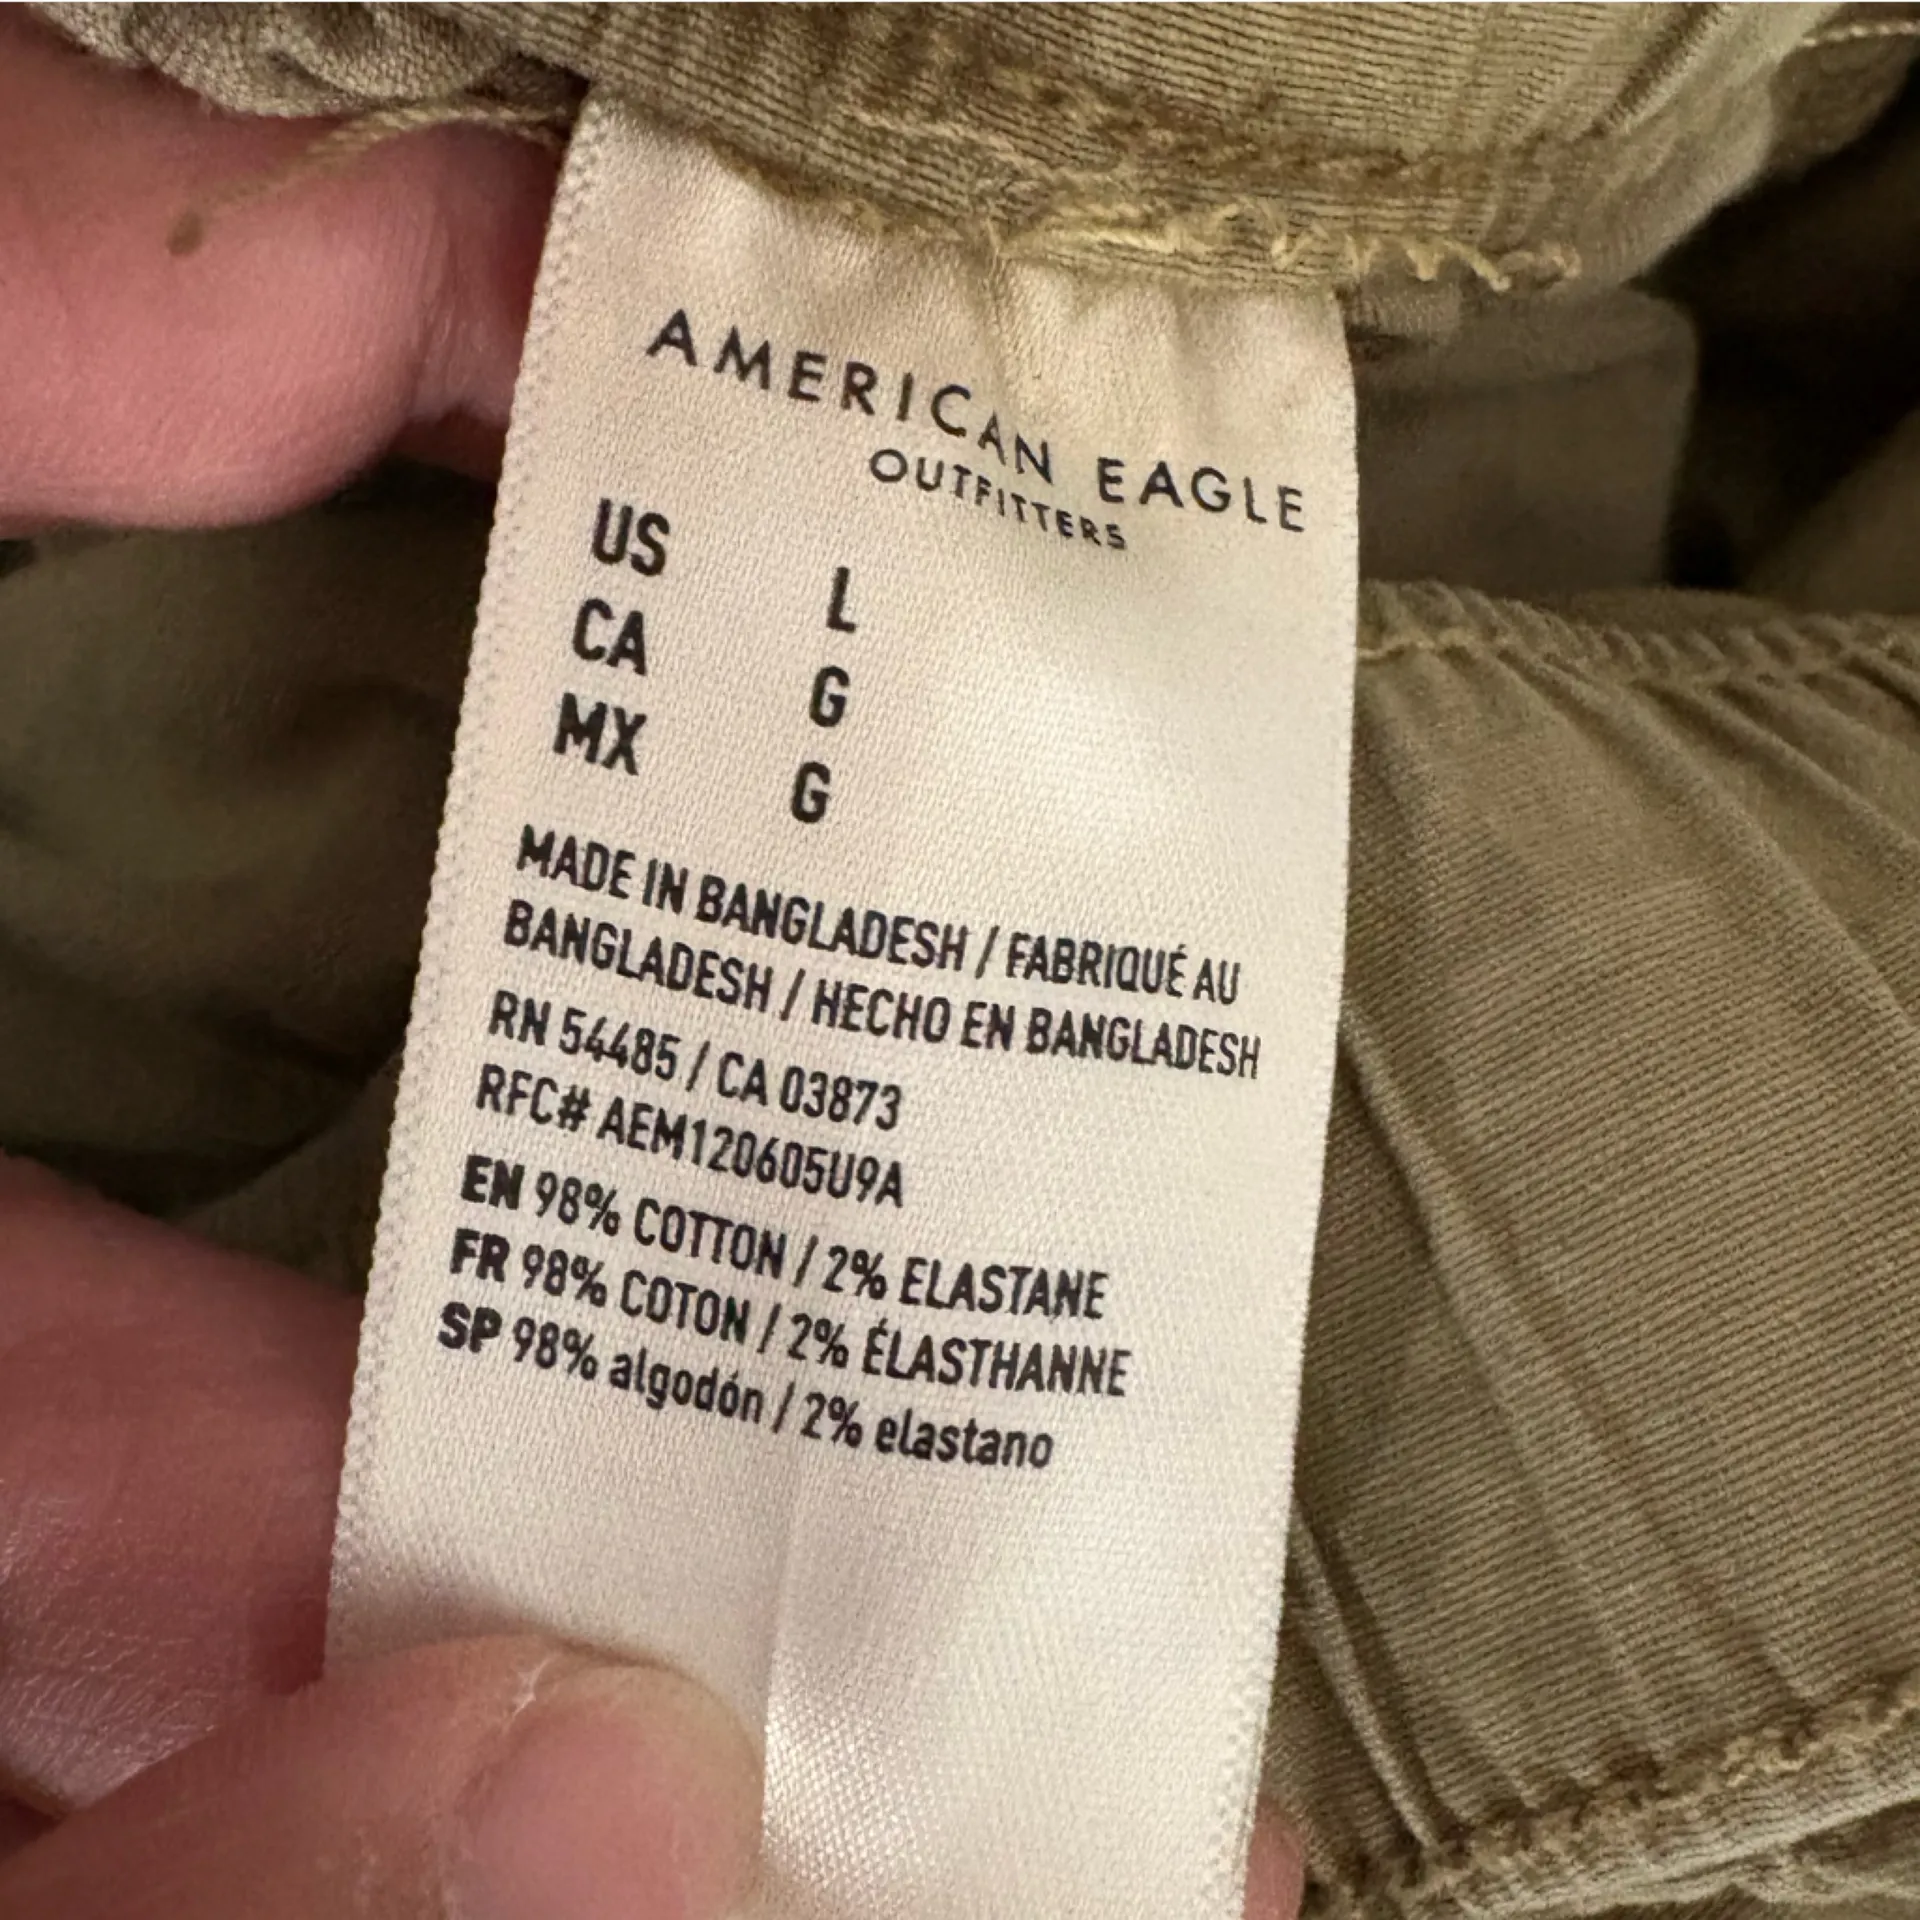 AMERICAN EAGLE
OUTFITTERS
US L
CA G
MX G
MADE IN BANGLADESH / FABRIQUÉ AU
BANGLADESH / HECHO EN BANGLADESH
RN 54485 / CA 03873
RFC# AEM120605U9A
EN 98% COTTON / 2% ELASTANE
FR 98% COTON / 2% ÉLASTHANNE
SP 98% algodón / 2% elastano